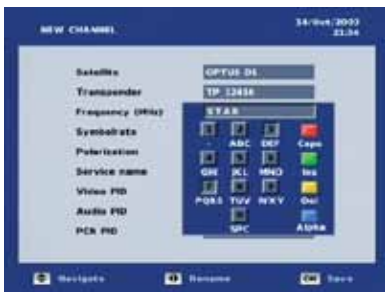 NEW CHANNEL
14/Oct/2003
21:34
Satellite OPTUS D1
Transponder TP 12456
Frequency (MHz) STAR
Symbolrate
Polarization
Service name
Video PID
Audio PID
PCR PID
- ABC DEF Caps
GHI JKL MNO Ins
PQRS TUV WXY Del
SPC Alpha
Navigate Rename OK Save